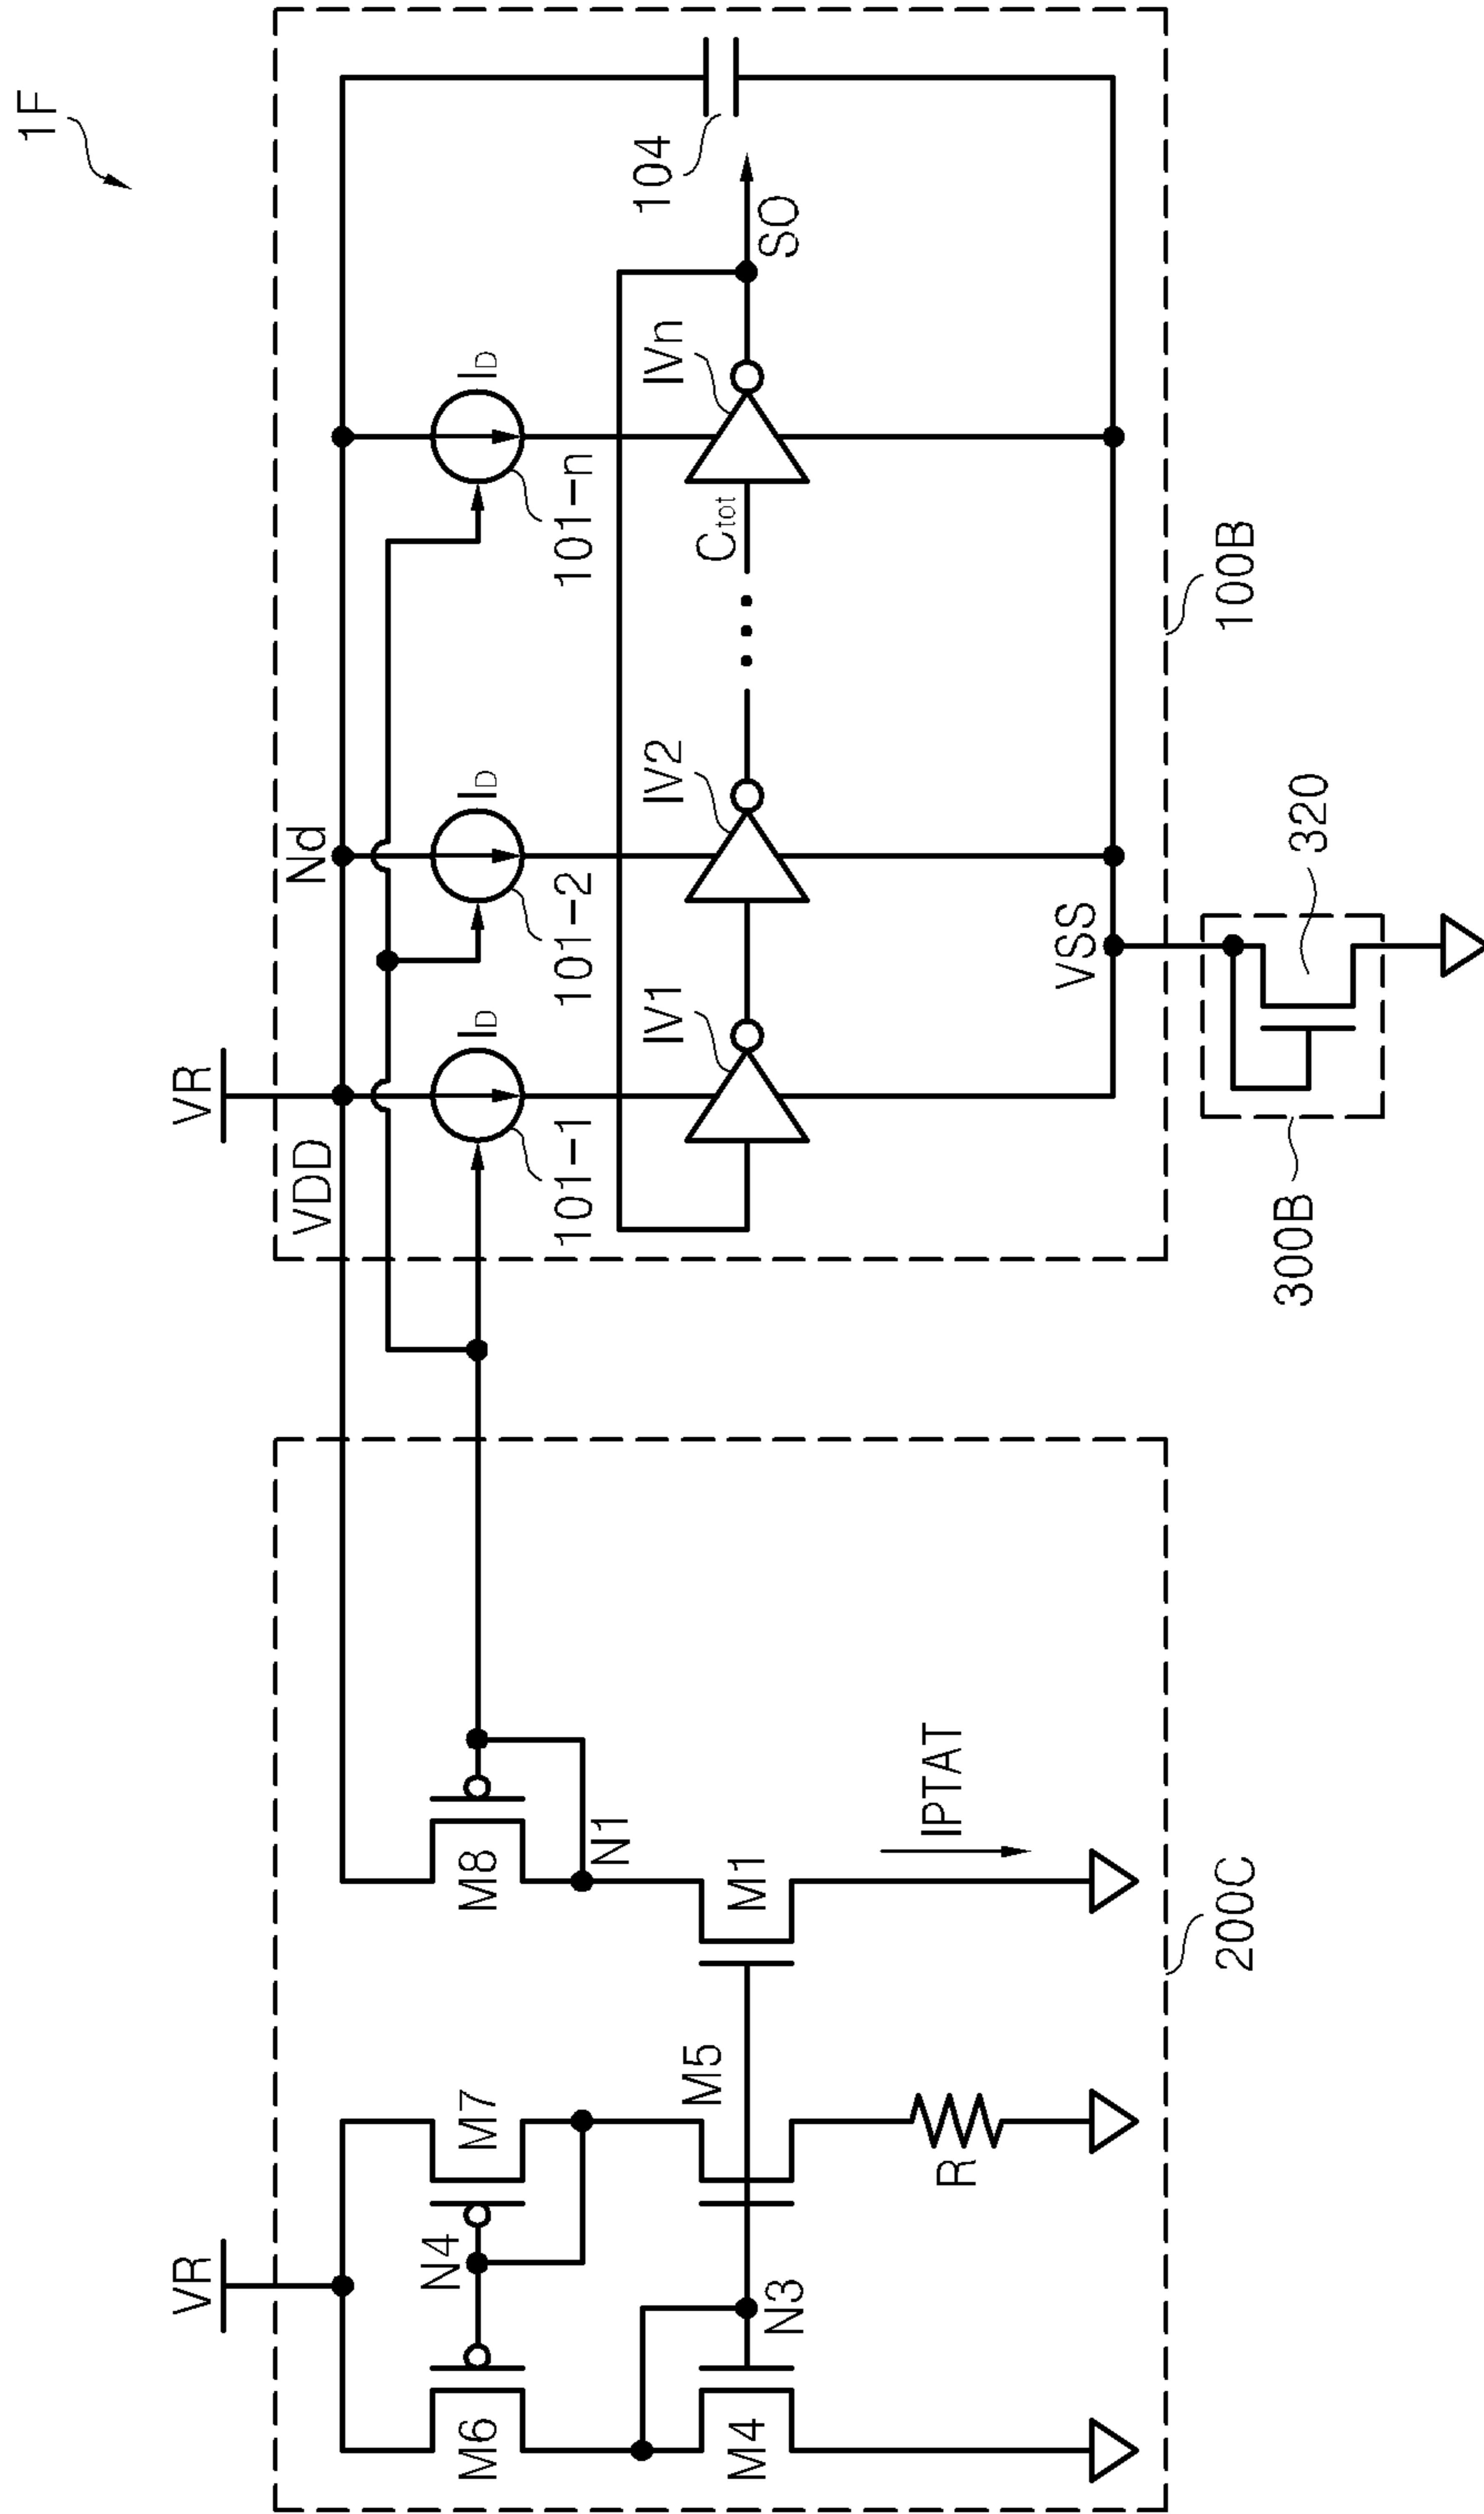 1F
VR
VR
VDD
Nd
M6
N4
M7
M8
ID
ID
ID
101-1
101-2
101-n
N1
IV1
IV2
IVn
104
M4
N3
M5
M1
Ctot
SO
R
IPTAT
VSS
200C
100B
300B
320